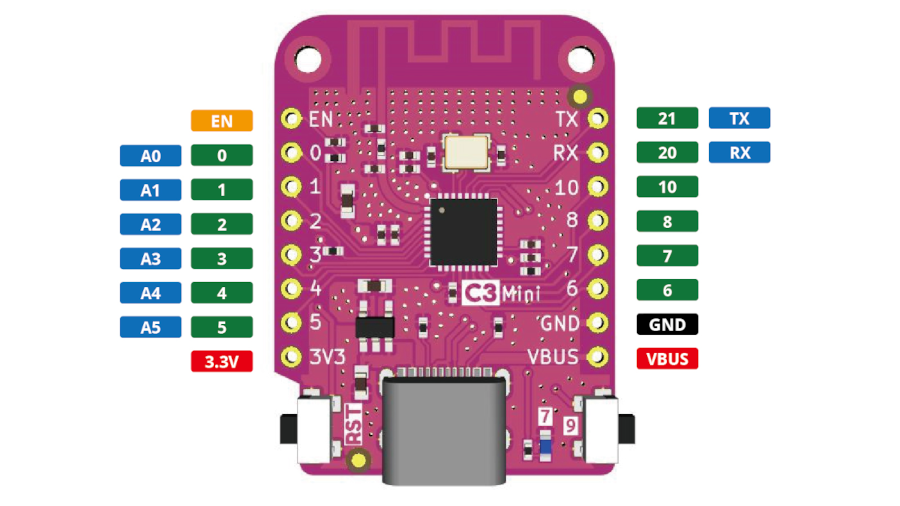 EN EN TX 21 TX
A0 0 0 RX 20 RX
A1 1 1 10 10
A2 2 2 8 8
A3 3 3 7 7
A4 4 4 6 6
C3 Mini
A5 5 5 GND GND
3.3V 3V3 VBUS VBUS
RST
7
9